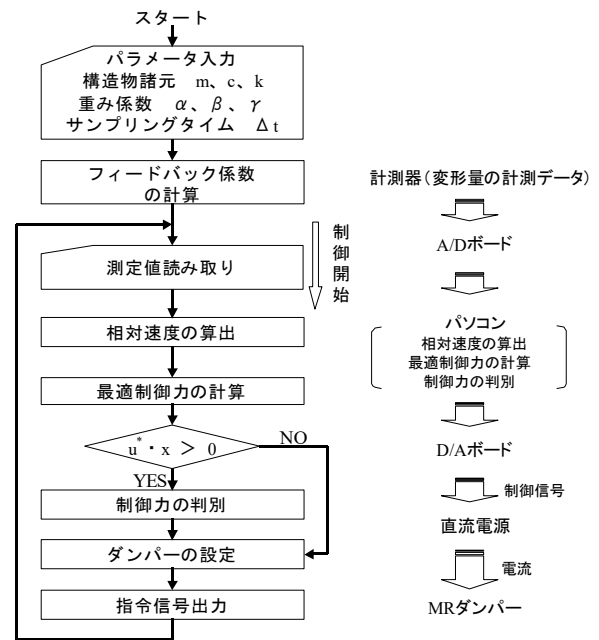 スタート
パラメータ入力
構造物諸元 m、c、k
重み係数 α、β、γ
サンプリングタイム Δt
フィードバック係数
の計算
制御開始
測定値読み取り
相対速度の算出
最適制御力の計算
u*・x > 0
NO
YES
制御力の判別
ダンパーの設定
指令信号出力
計測器(変形量の計測データ)
A/Dボード
パソコン
相対速度の算出
最適制御力の計算
制御力の判別
D/Aボード
制御信号
直流電源
電流
MRダンパー